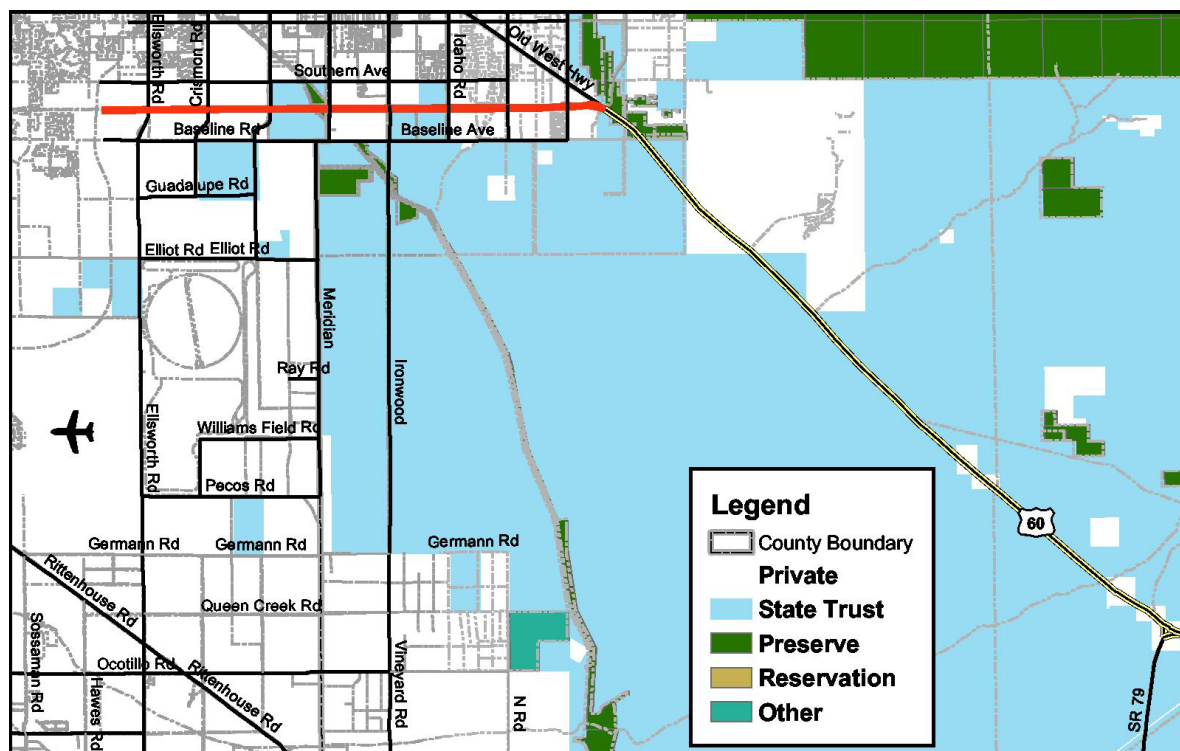 Ellsworth Rd
Crismon Rd
Idaho Rd
Old West Hwy
Southern Ave
Baseline Rd
Baseline Ave
Guadalupe Rd
Elliot Rd
Elliot Rd
Meridian
Ironwood
Ray Rd
Ellsworth Rd
Williams Field Rd
Pecos Rd
Germann Rd
Germann Rd
Germann Rd
Rittenhouse Rd
Queen Creek Rd
Sossaman Rd
Hawes Rd
Ocotillo Rd
Rittenhouse Rd
Vineyard Rd
N Rd
60
SR 79
Legend
County Boundary
Private
State Trust
Preserve
Reservation
Other